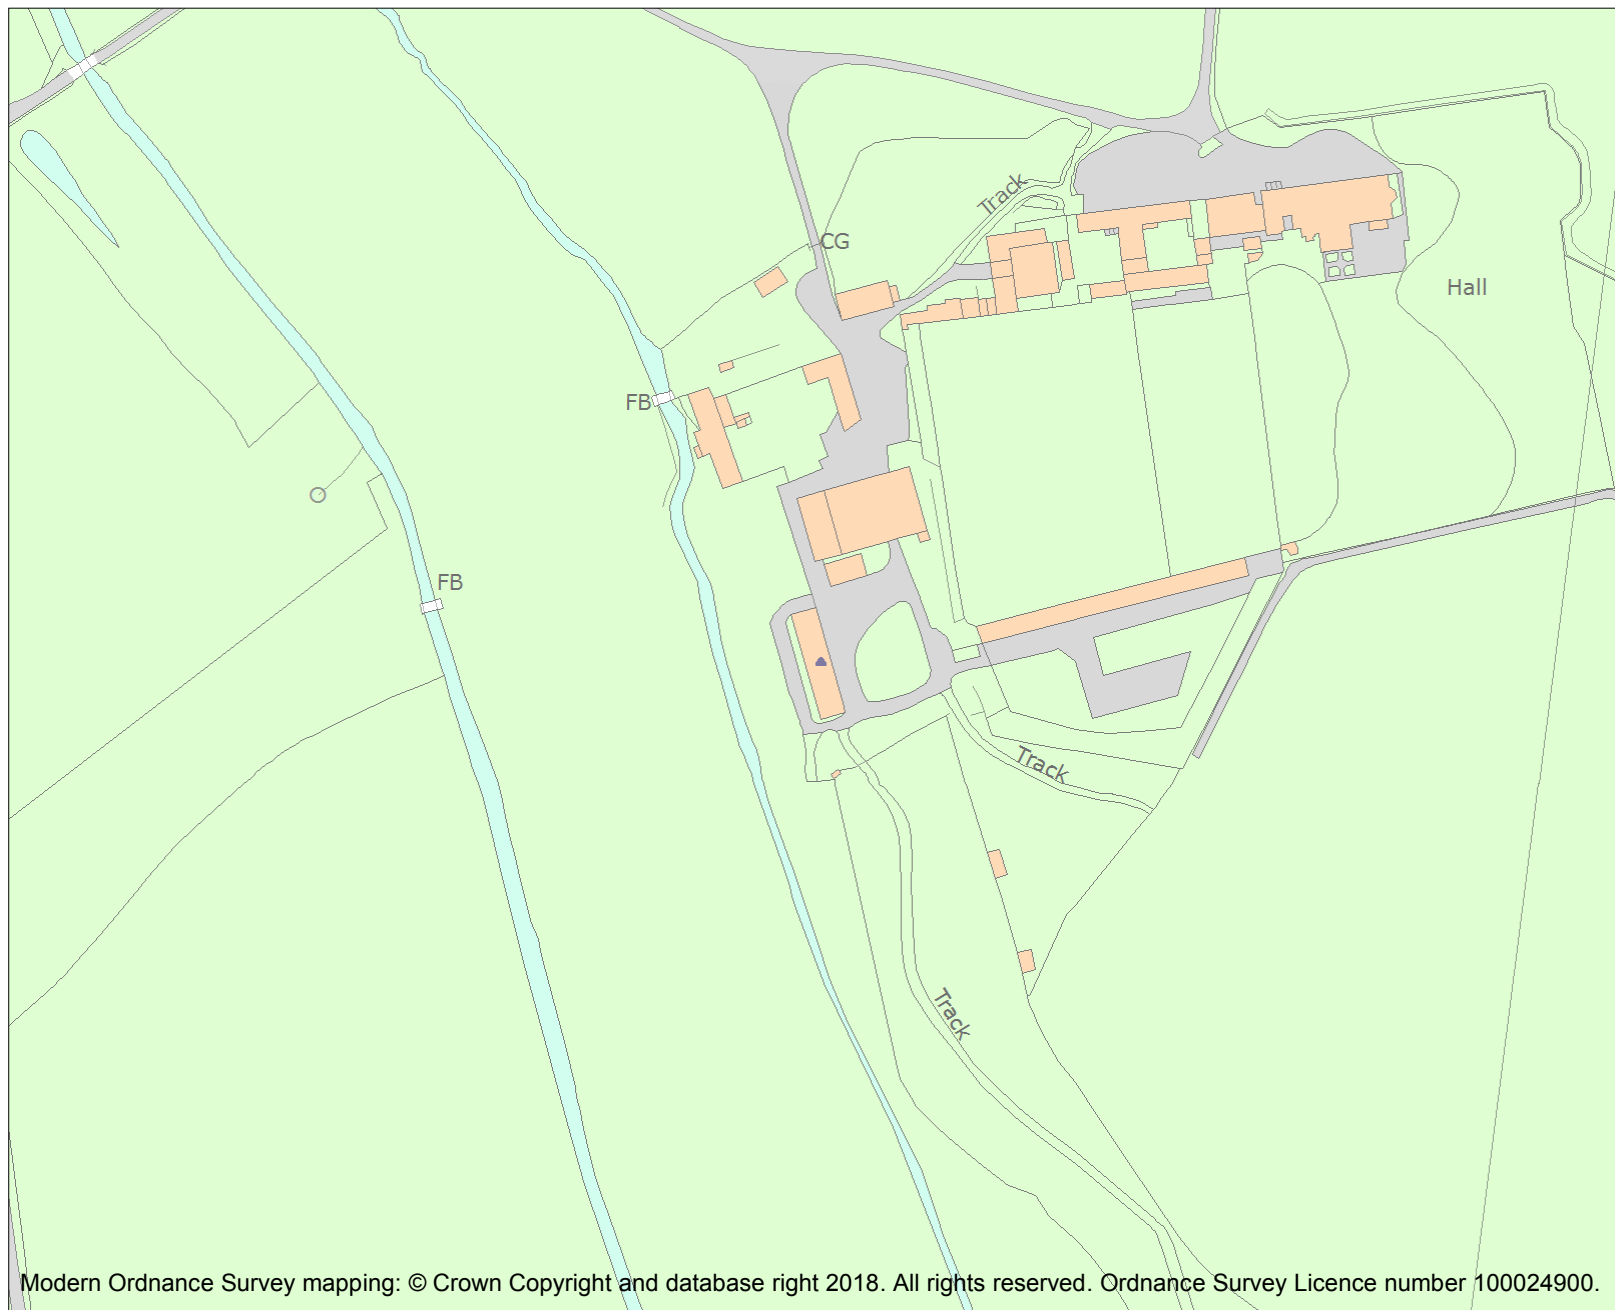 Track
CG
Hall
FB
FB
Track
Track
Modern Ordnance Survey mapping: © Crown Copyright and database right 2018. All rights reserved. Ordnance Survey Licence number 100024900.